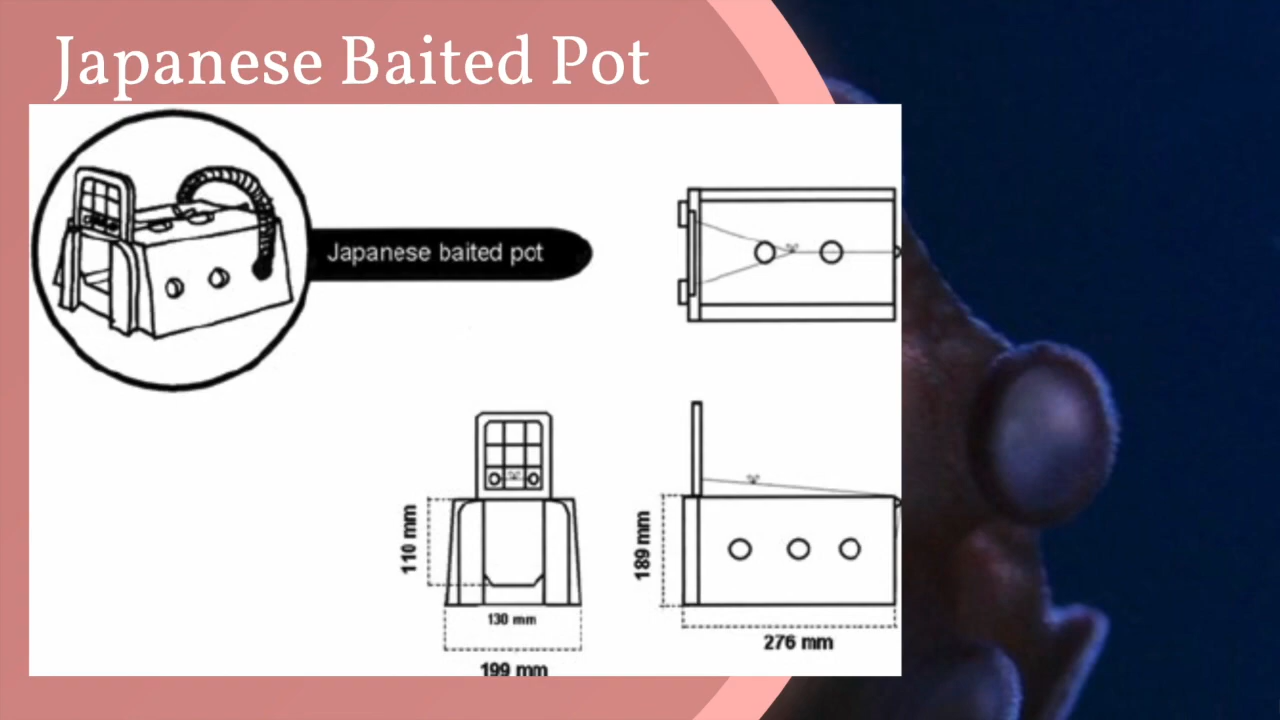 Japanese Baited Pot
Japanese baited pot
110 mm
189 mm
130 mm
276 mm
199 mm